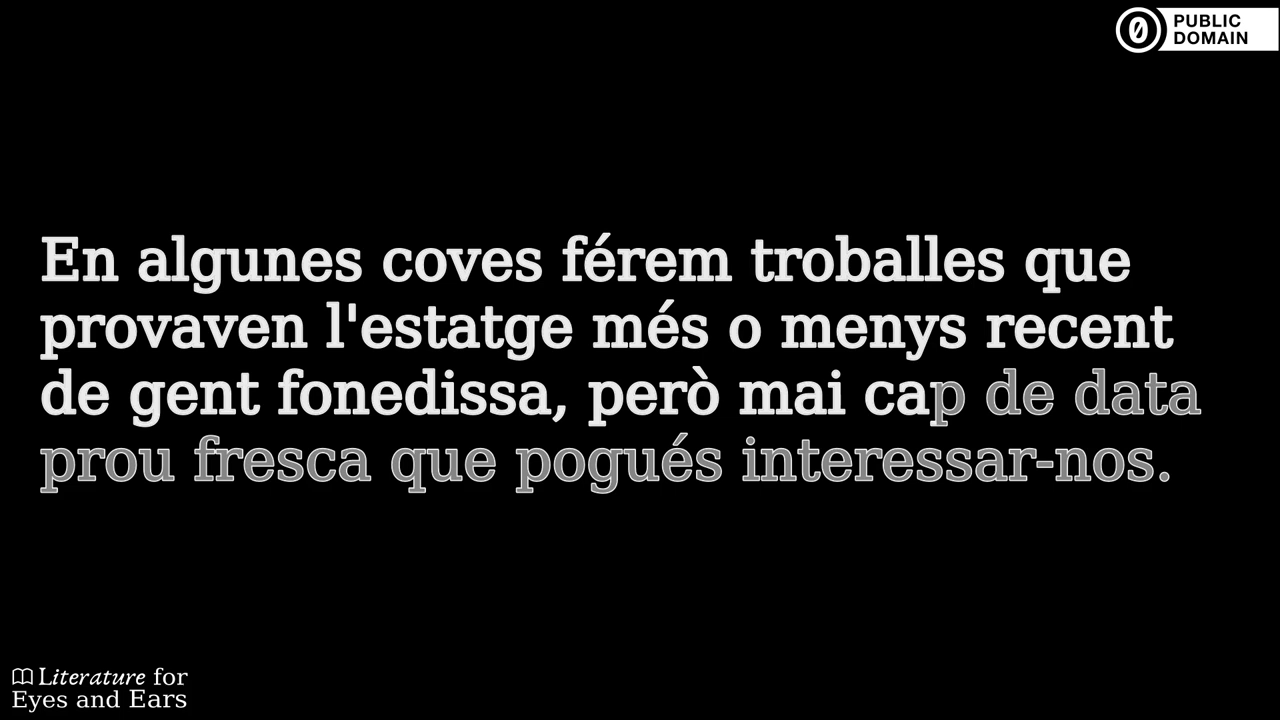 PUBLIC
DOMAIN
En algunes coves férem troballes que
provaven l'estatge més o menys recent
de gent fonedissa, però mai cap de data
prou fresca que pogués interessar-nos.
Literature for
Eyes and Ears